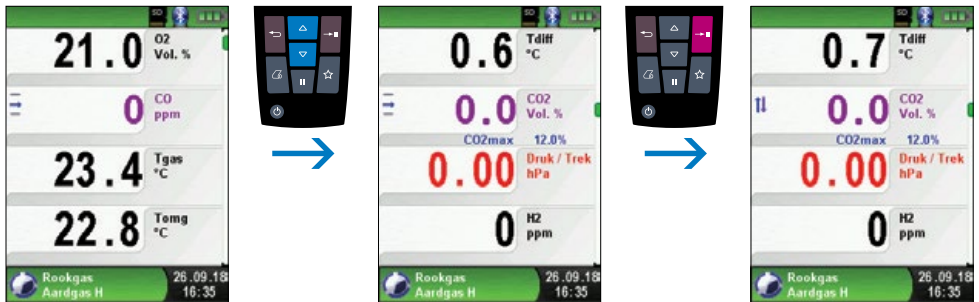 SD
21.0 O2
Vol. %
0 CO
ppm
23.4 Tgas
°C
22.8 Tomg
°C
Rookgas 26.09.18
Aardgas H 16:35
SD
0.6 Tdiff
°C
0.0 CO2
Vol. %
CO2max 12.0%
0.00 Druk / Trek
hPa
0 H2
ppm
Rookgas 26.09.18
Aardgas H 16:35
SD
0.7 Tdiff
°C
0.0 CO2
Vol. %
CO2max 12.0%
0.00 Druk / Trek
hPa
0 H2
ppm
Rookgas 26.09.18
Aardgas H 16:35